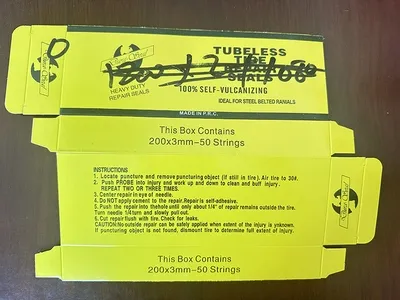 TUBELESS
TIRE
REPAIR
SEALS
HEAVY DUTY
REPAIR SEALS
100% SELF-VULCANIZING
IDEAL FOR STEEL BELTED RANIALS
MADE IN P.R.C.
This Box Contains
200x3mm-50 Strings
INSTRUCTIONS
1. Locate puncture and remove puncturing object (if still in tire). Air tire to 30#.
2. Push PROBE into injury and work up and down to clean and buff injury.
REPEAT TWO OR THREE TIMES.
3. Center repair in eye of needle.
4. Do NOT apply cement to the repair.Repair is self-adhesive.
5. Push the repair into thehole until only about 1/4" of repair remains outside the tire.
Turn needle 1/4 turn and slowly pull out.
6. Cut repair flush with tire. Check for leaks.
CAUTION:No outside repair can be safely applied when extent of the injury is unknown.
If puncturing object is not found, dismount tire to determine full extent of injury.
This Box Contains
200x3mm-50 Strings